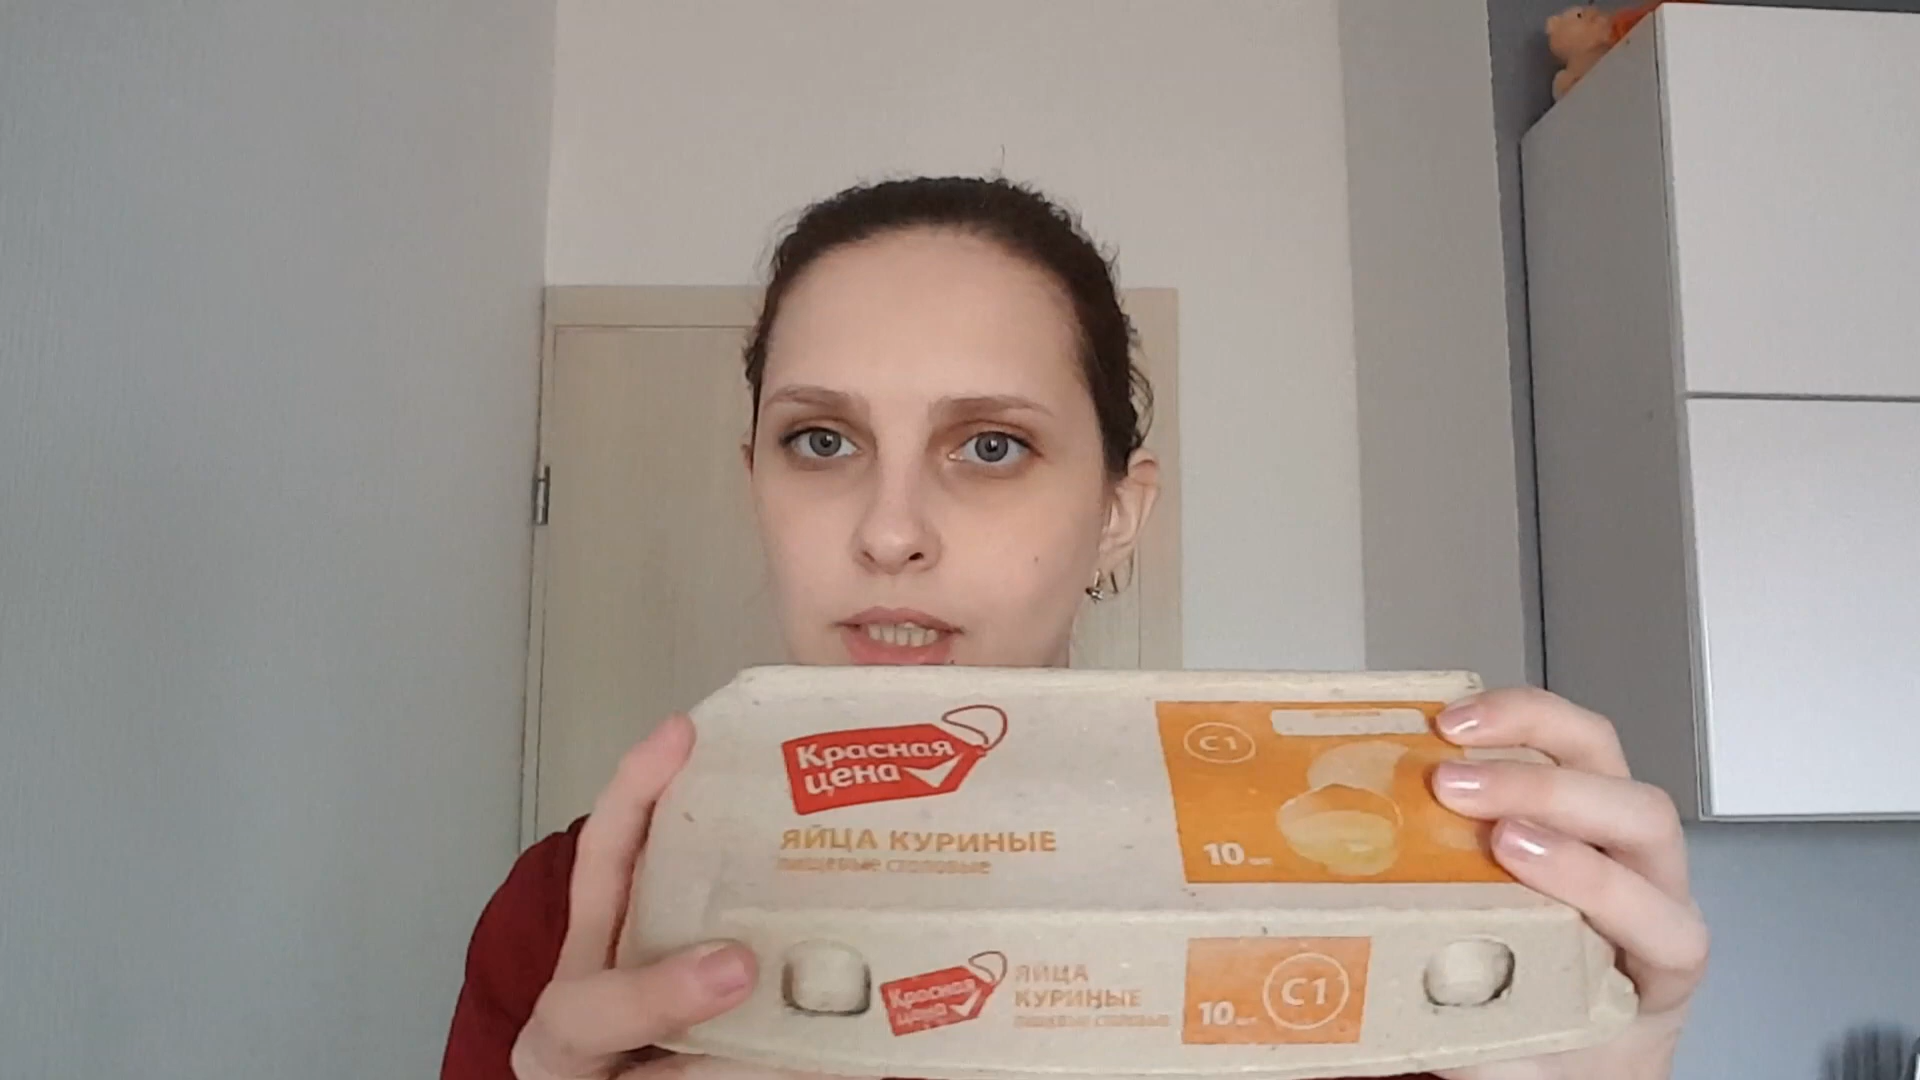 Красная
цена
ЯЙЦА КУРИНЫЕ
пищевые столовые
С1
10 шт.
Красная
цена
ЯЙЦА
КУРИНЫЕ
пищевые столовые
10 шт.
С1